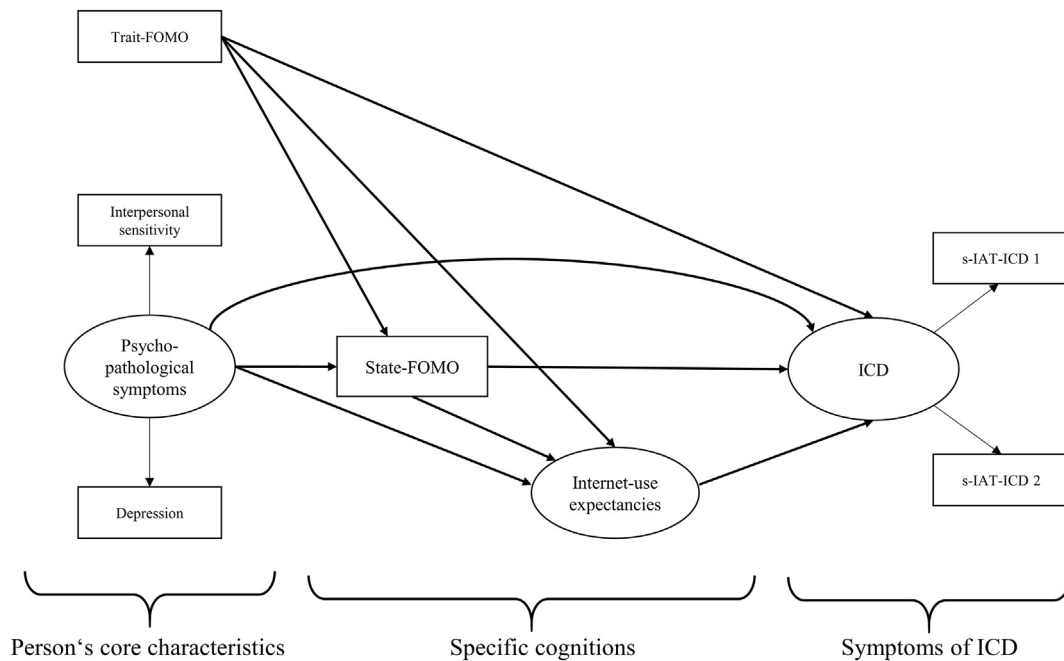 Trait-FOMO
Interpersonal
sensitivity
s-IAT-ICD 1
Psycho-
pathological
symptoms
State-FOMO
ICD
Internet-use
expectancies
s-IAT-ICD 2
Depression
Person‘s core characteristics
Specific cognitions
Symptoms of ICD